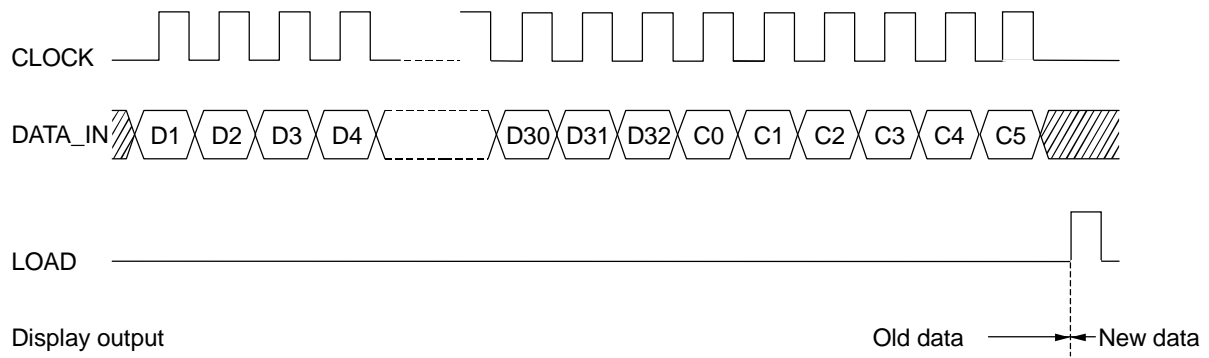 CLOCK
DATA_IN D1 D2 D3 D4 D30 D31 D32 C0 C1 C2 C3 C4 C5
LOAD
Display output Old data New data